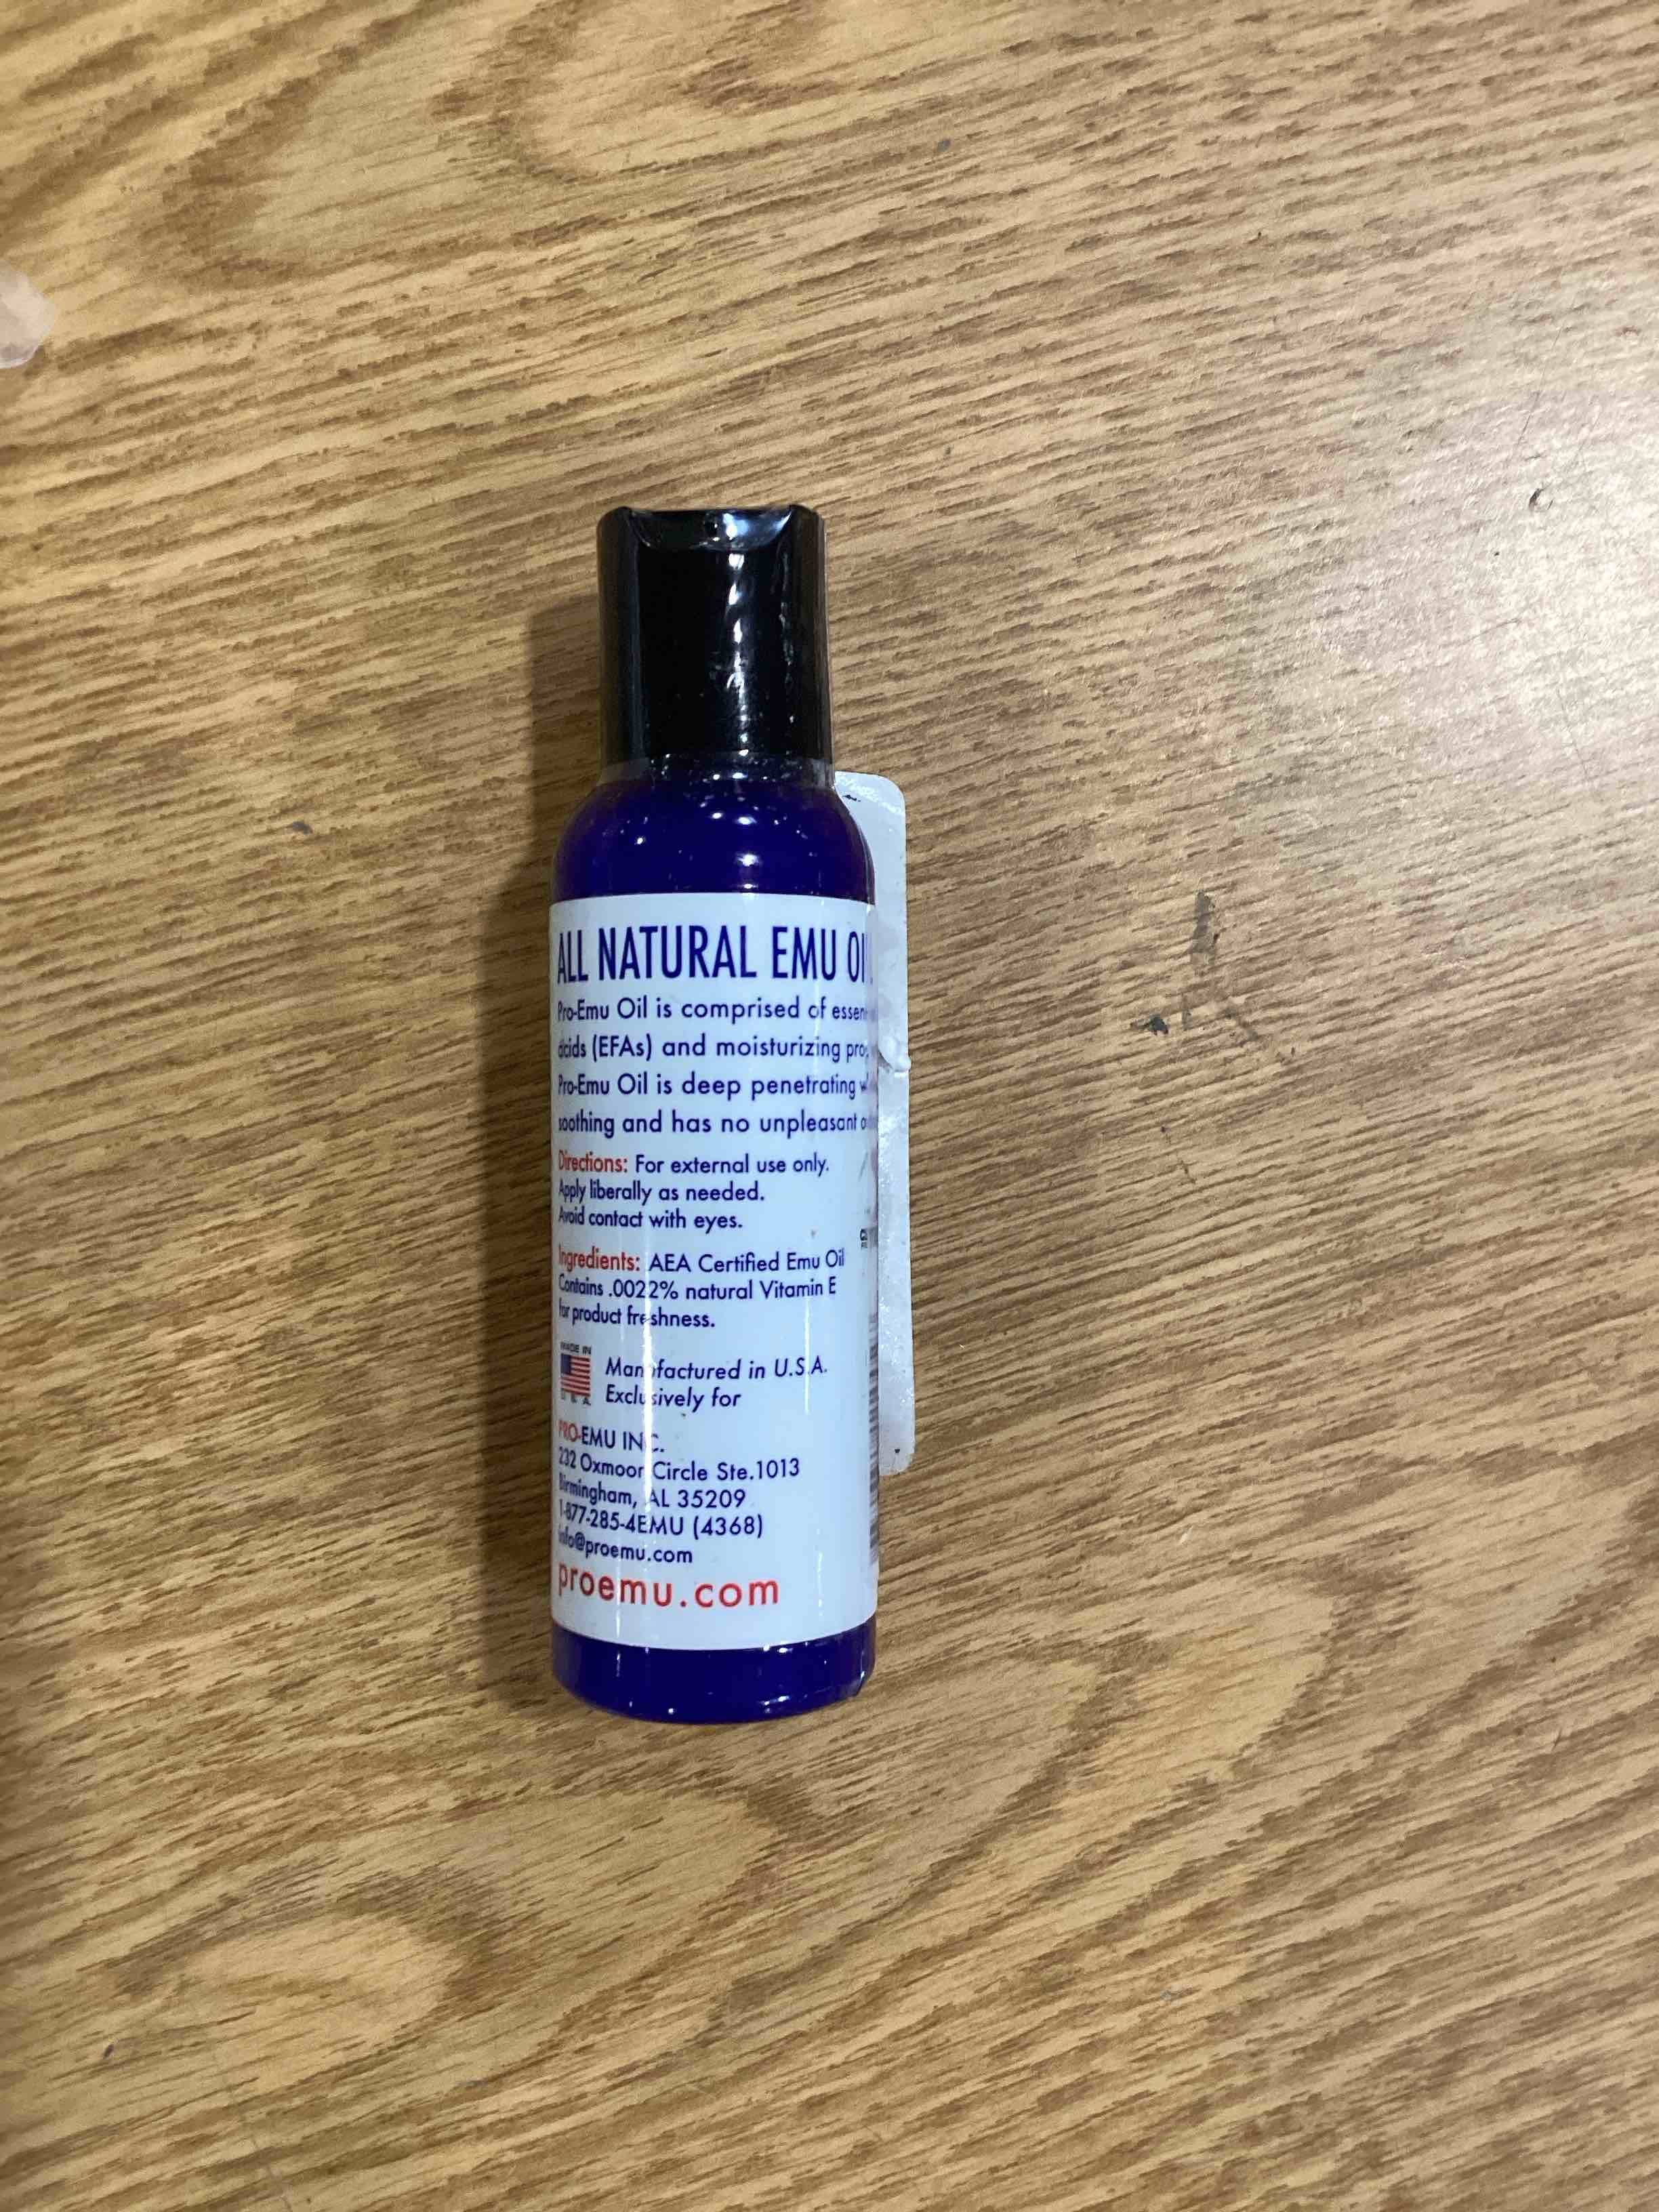 ALL NATURAL EMU OIL
Pro-Emu Oil is comprised of
acids (EFAs) and moisturizing
Pro-Emu Oil is deep penetrating
soothing and has no unpleasant
Directions: For external use only.
Apply liberally as needed.
Avoid contact with eyes.
Ingredients: AEA Certified Emu Oil
Contains .0022% natural Vitamin E
for product freshness.
MADE IN
Manufactured in U.S.A.
Exclusively for
PRO-EMU INC.
232 Oxmoor Circle Ste.1013
Birmingham, AL 35209
1-877-285-4EMU (4368)
info@proemu.com
proemu.com